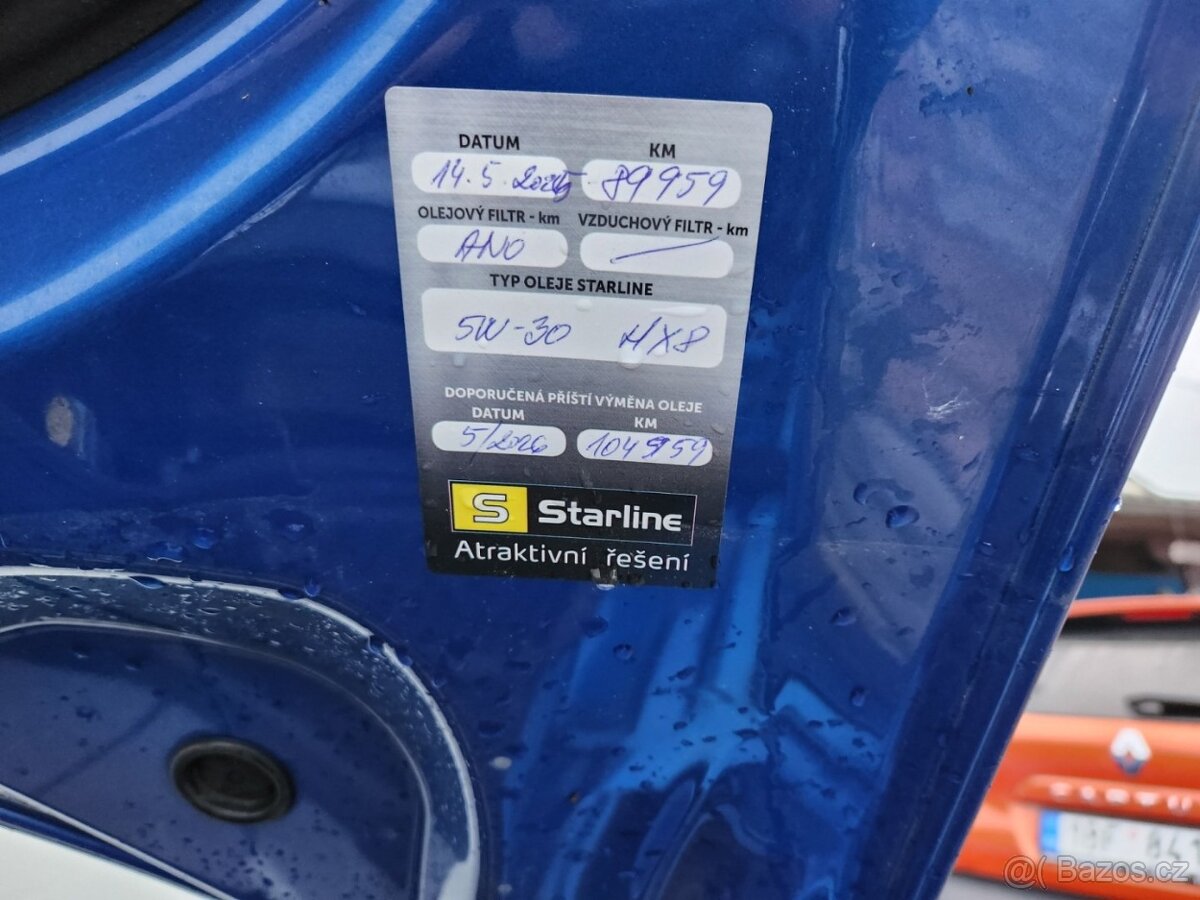 DATUM KM
14.5.2025 89959
OLEJOVÝ FILTR - km VZDUCHOVÝ FILTR - km
ANO —
TYP OLEJE STARLINE
5W-30 HX8
DOPORUČENÁ PŘÍŠTÍ VÝMĚNA OLEJE
DATUM KM
5/2026 104959
S Starline
Atraktivní řešení
@( Bazos.cz